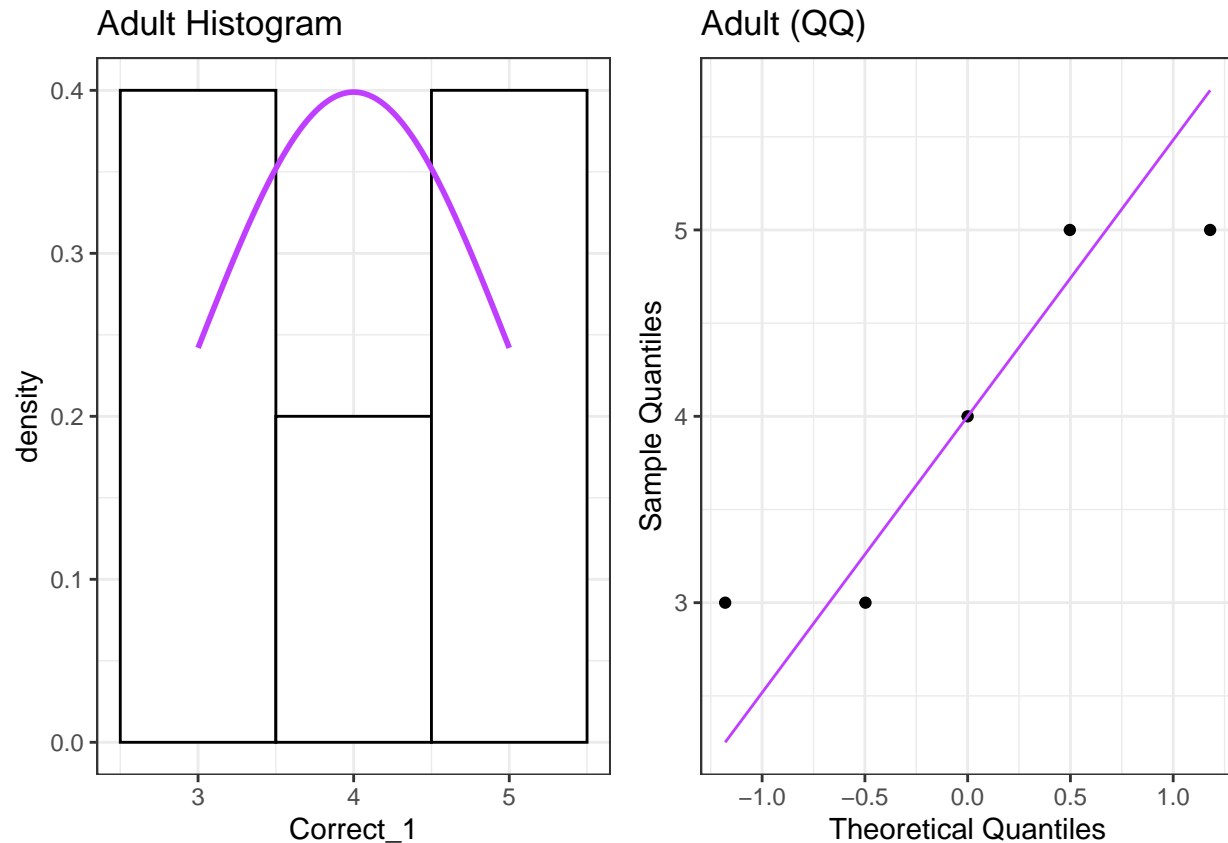 Adult Histogram
density
0.4
0.3
0.2
0.1
0.0
3 4 5
Correct_1
Adult (QQ)
Sample Quantiles
5
4
3
−1.0 −0.5 0.0 0.5 1.0
Theoretical Quantiles